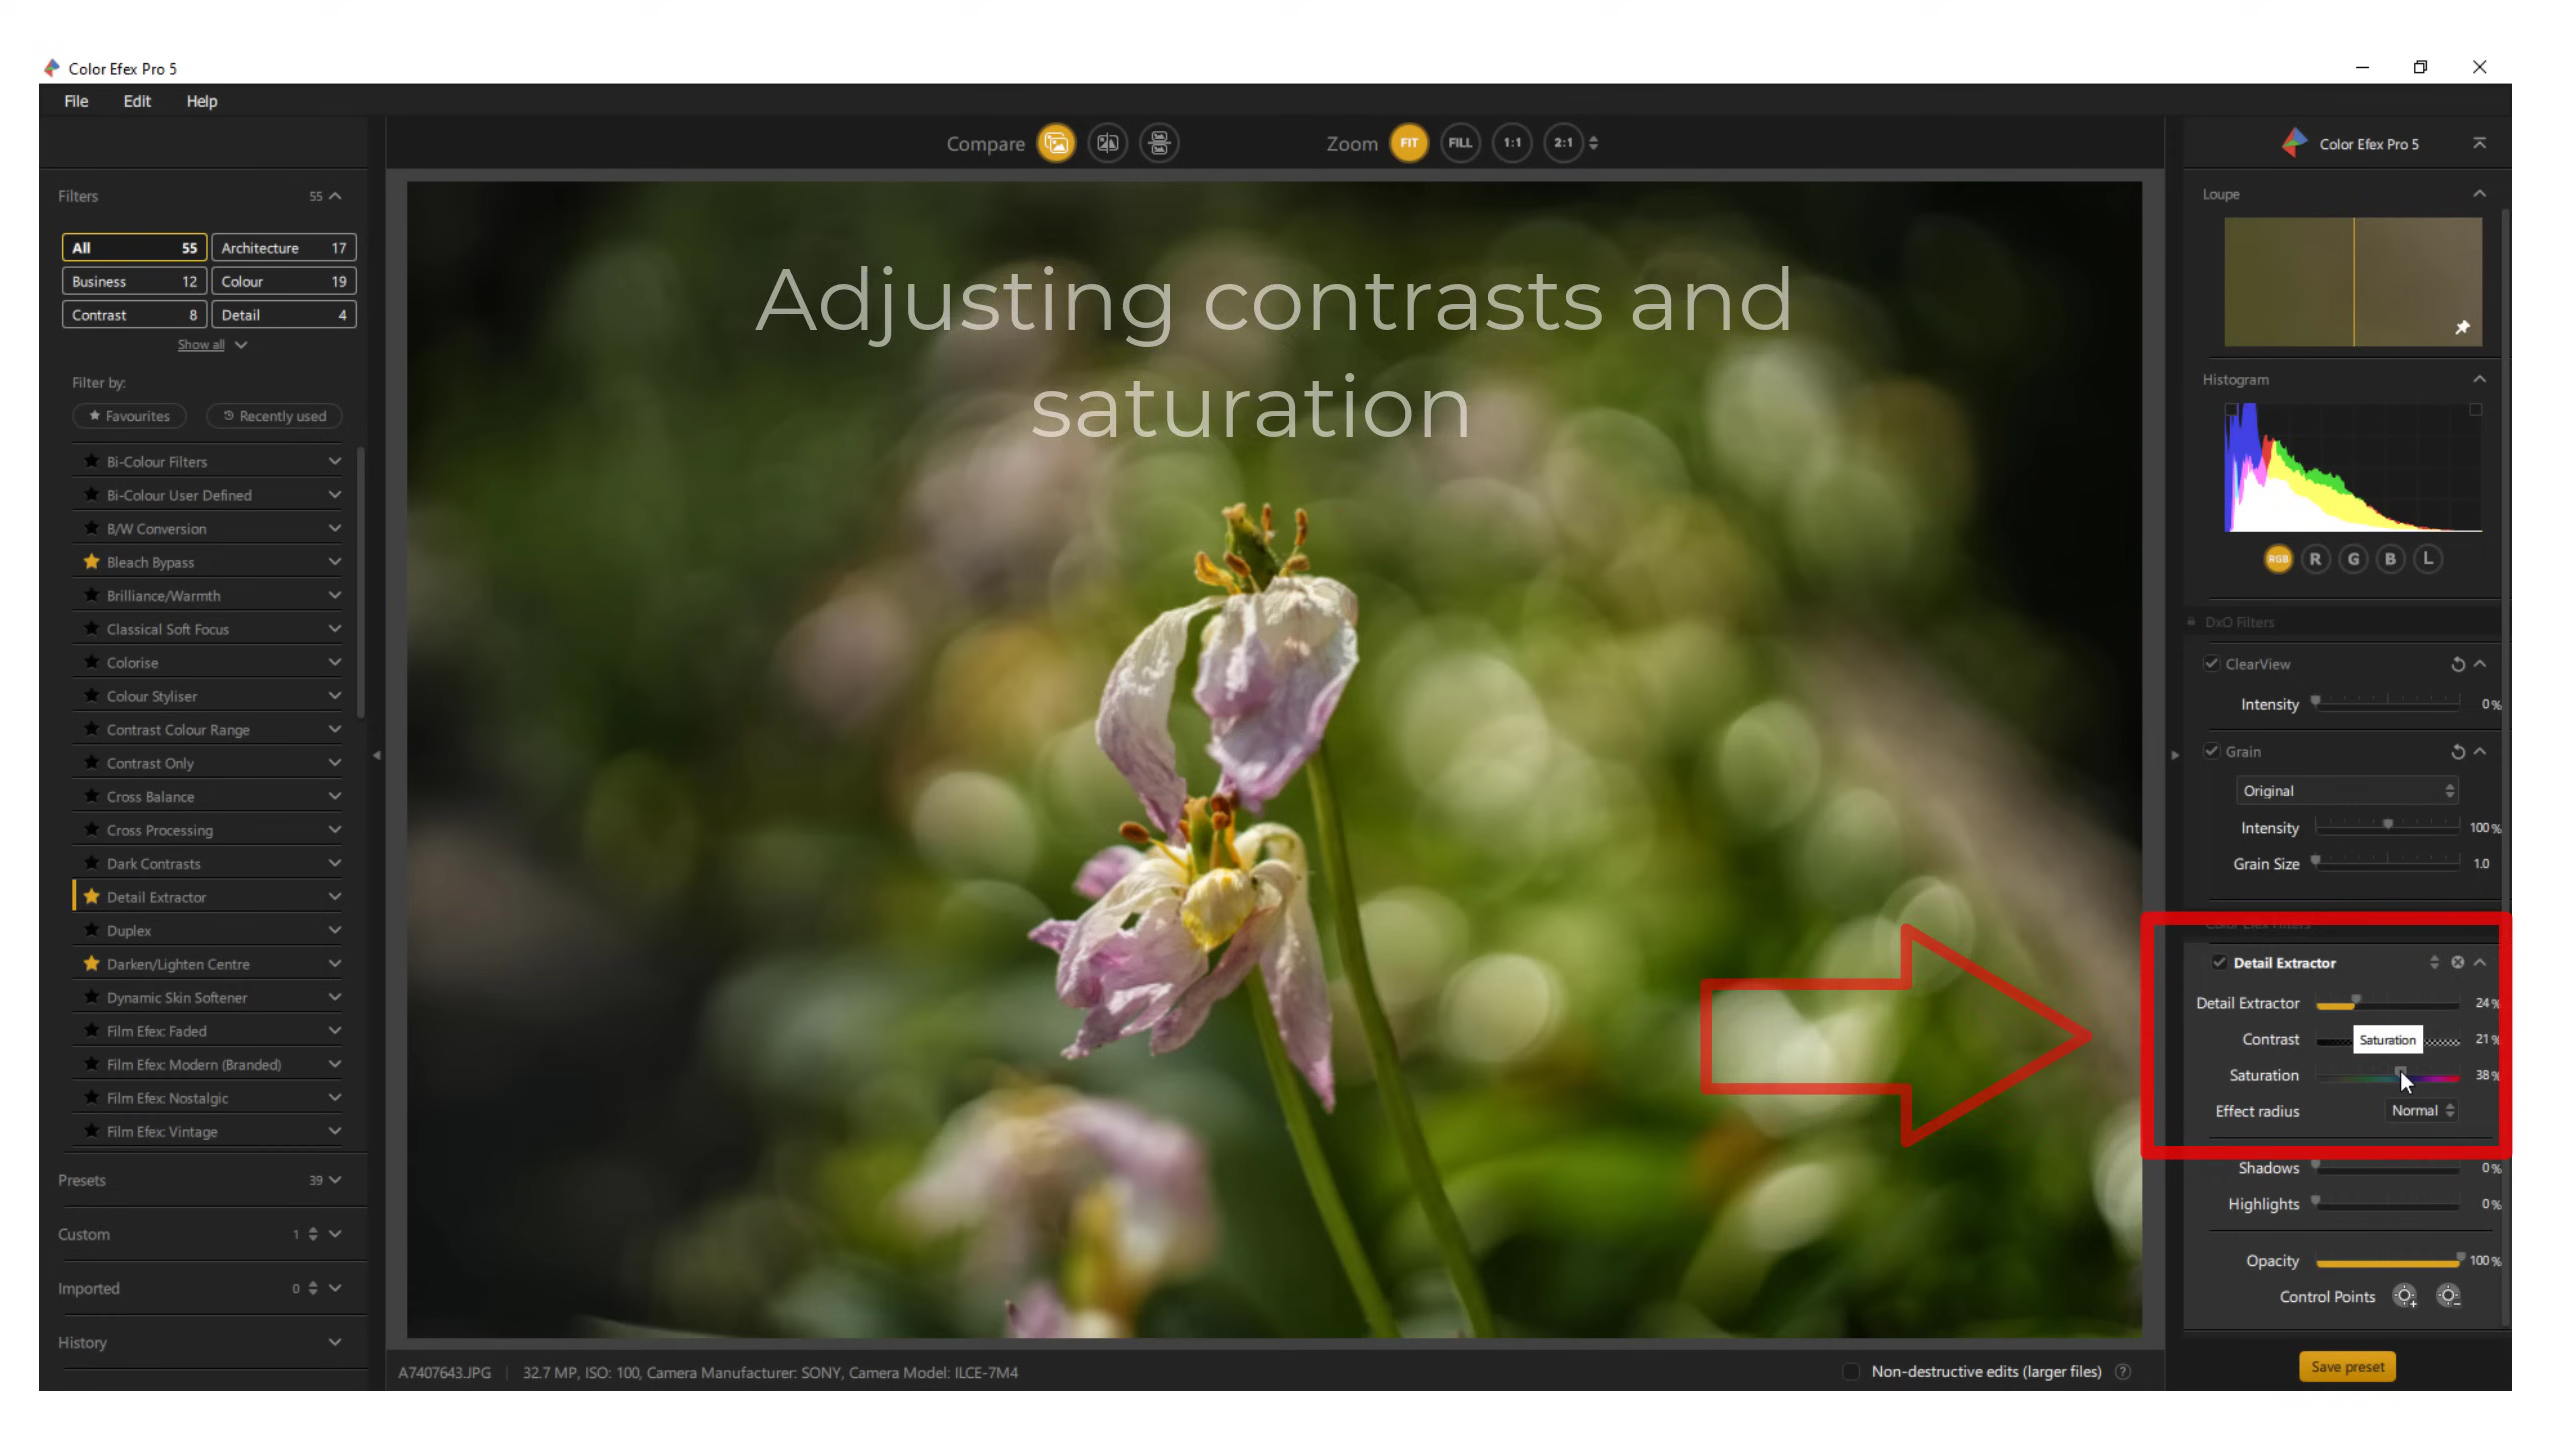 Color Efex Pro 5
File Edit Help
Compare Zoom FIT FILL 1:1 2:1
Color Efex Pro 5
Filters 55
All 55 Architecture 17
Business 12 Colour 19
Contrast 8 Detail 4
Show all
Filter by:
Favourites Recently used
Bi-Colour Filters
Bi-Colour User Defined
B/W Conversion
Bleach Bypass
Brilliance/Warmth
Classical Soft Focus
Colorise
Colour Styliser
Contrast Colour Range
Contrast Only
Cross Balance
Cross Processing
Dark Contrasts
Detail Extractor
Duplex
Darken/Lighten Centre
Dynamic Skin Softener
Film Efex: Faded
Film Efex: Modern (Branded)
Film Efex: Nostalgic
Film Efex: Vintage
Presets 39
Custom 1
Imported 0
History
Adjusting contrasts and
saturation
A7407643.JPG | 32.7 MP, ISO: 100, Camera Manufacturer: SONY, Camera Model: ILCE-7M4
Non-destructive edits (larger files) ?
Loupe
Histogram
RGB R G B L
DxO Filters
ClearView
Intensity 0%
Grain
Original
Intensity 100%
Grain Size 1.0
Color Efex Filters
Detail Extractor
Detail Extractor 24%
Contrast Saturation 21%
Saturation 38%
Effect radius Normal
Shadows 0%
Highlights 0%
Opacity 100%
Control Points
Save preset